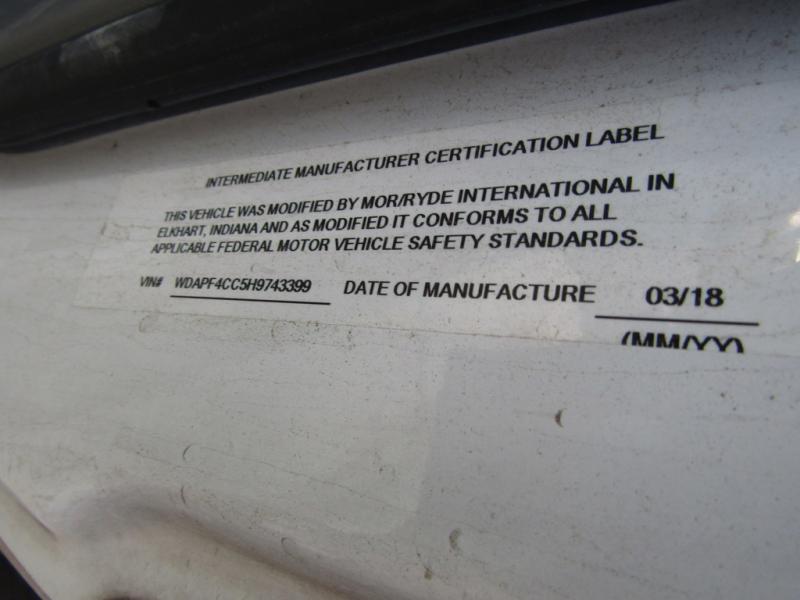 INTERMEDIATE MANUFACTURER CERTIFICATION LABEL
THIS VEHICLE WAS MODIFIED BY MOR/RYDE INTERNATIONAL IN
ELKHART, INDIANA AND AS MODIFIED IT CONFORMS TO ALL
APPLICABLE FEDERAL MOTOR VEHICLE SAFETY STANDARDS.
VIN# WDAPF4CC5H9743399 DATE OF MANUFACTURE 03/18
(MM/YY)